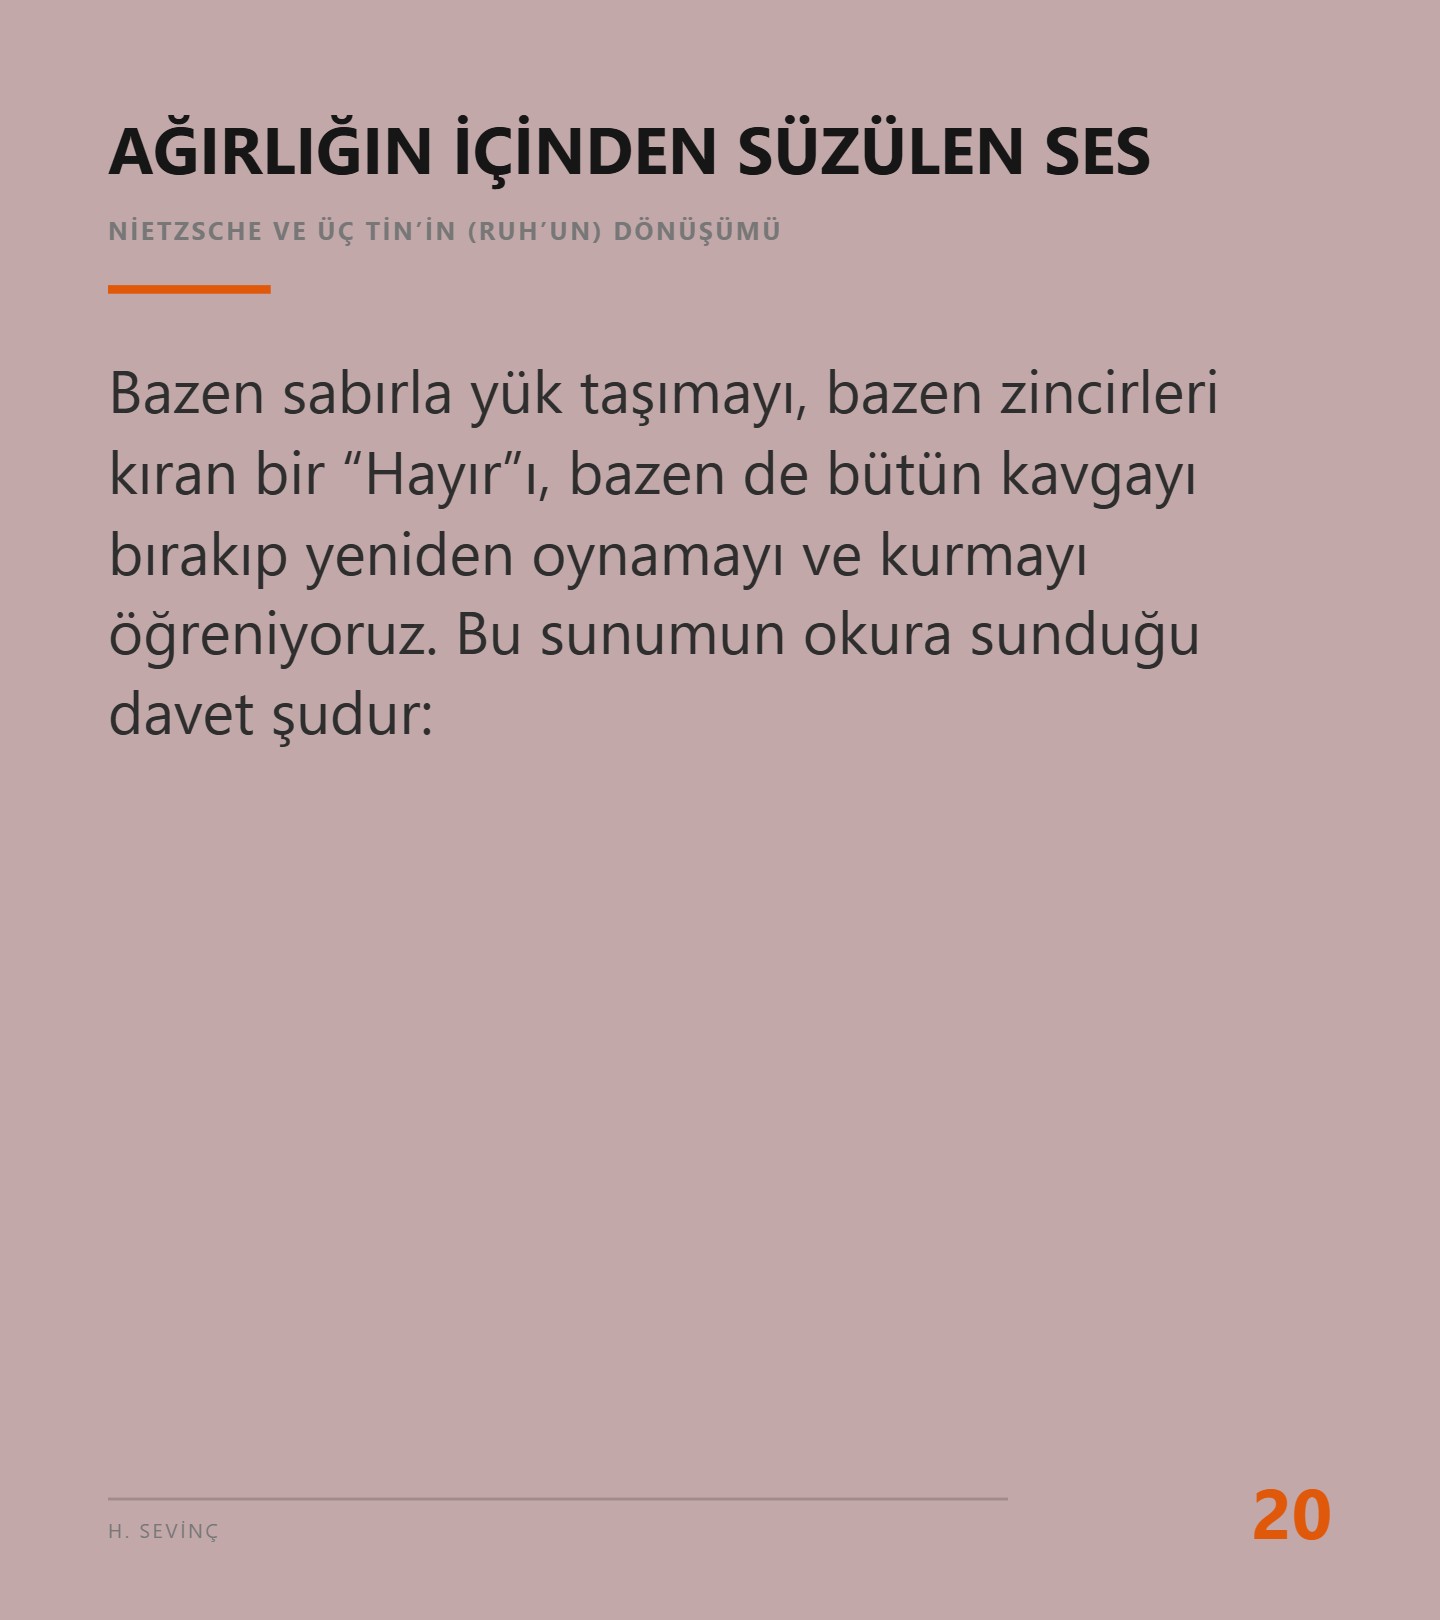 AĞIRLIĞIN İÇİNDEN SÜZÜLEN SES
NİETZSCHE VE ÜÇ TİN’İN (RUH’UN) DÖNÜŞÜMÜ
Bazen sabırla yük taşımayı, bazen zincirleri
kıran bir “Hayır”ı, bazen de bütün kavgayı
bırakıp yeniden oynamayı ve kurmayı
öğreniyoruz. Bu sunumun okura sunduğu
davet şudur:
H. SEVİNÇ
20